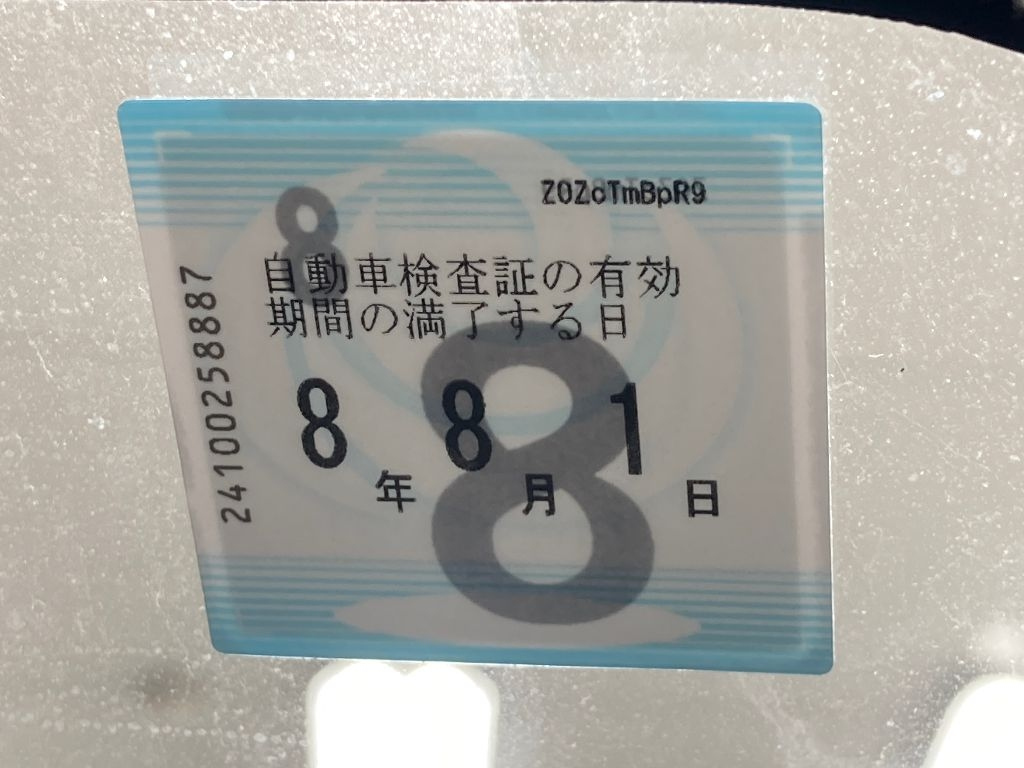 Z0ZoTmBpR9
8
自動車検査証の有効
期間の満了する日
8年 8月 1日
8
24100258887